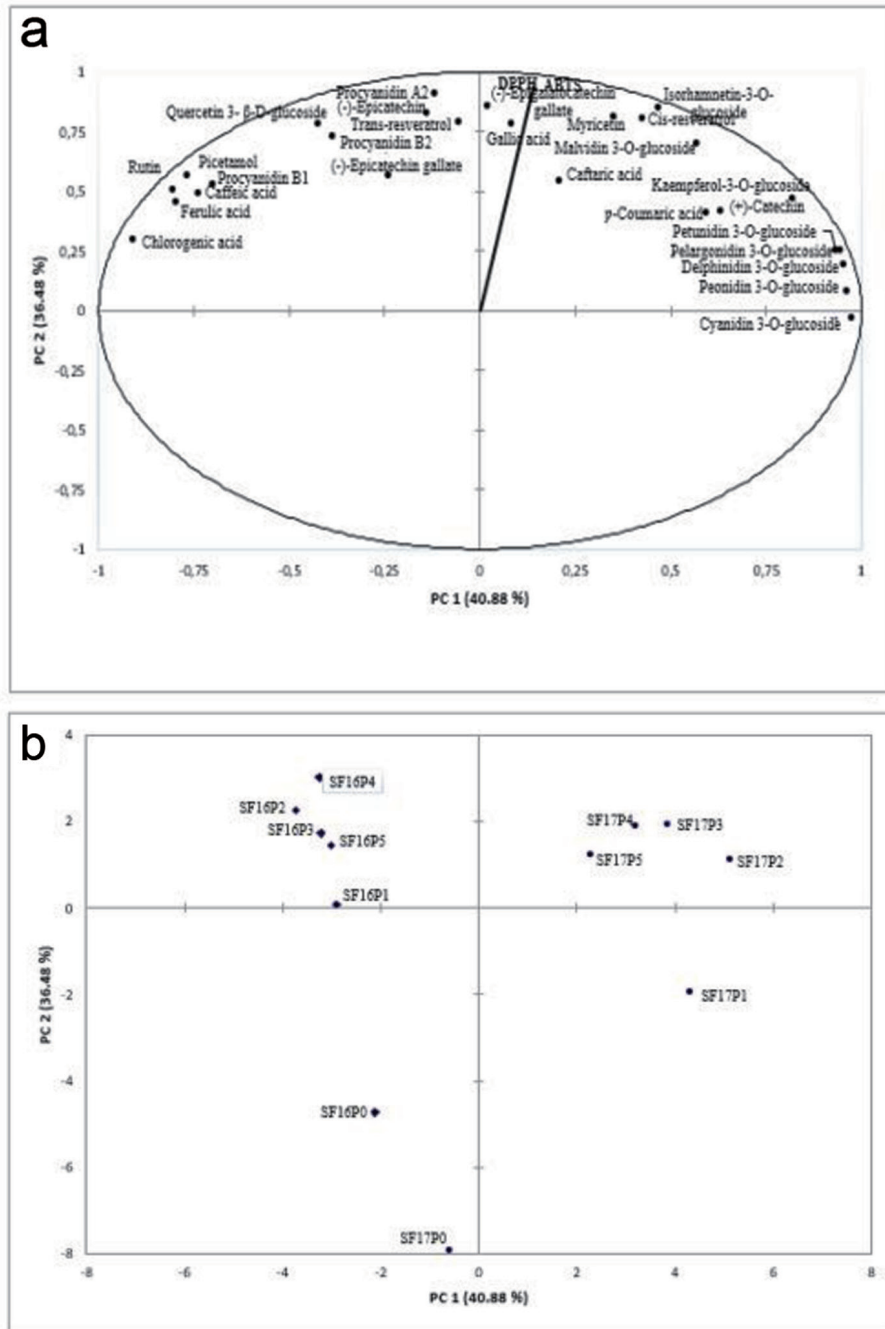 a
1
0,75
0,5
0,25
0
-0,25
-0,5
-0,75
-1
-1
-0,75
-0,5
-0,25
0
0,25
0,5
0,75
1
PC 2 (36.48 %)
PC 1 (40.88 %)
DPPH ABTS
Procyanidin A2
(-)-Epigallocatechin
gallate
Isorhamnetin-3-O-
glucoside
Quercetin 3- β-D-glucoside
(-)-Epicatechin
Trans-resveratrol
Gallic acid
Myricetin
Cis-resveratrol
Procyanidin B2
Malvidin 3-O-glucoside
Rutin
Picetamol
(-)-Epicatechin gallate
Caftaric acid
Procyanidin B1
Kaempferol-3-O-glucoside
Caffeic acid
Ferulic acid
p-Coumaric acid
(+)-Catechin
Petunidin 3-O-glucoside
Chlorogenic acid
Pelargonidin 3-O-glucoside
Delphinidin 3-O-glucoside
Peonidin 3-O-glucoside
Cyanidin 3-O-glucoside
b
4
2
0
-2
-4
-6
-8
-8
-6
-4
-2
0
2
4
6
8
PC 2 (36.48 %)
PC 1 (40.88 %)
SF16P4
SF16P2
SF16P3
SF16P5
SF16P1
SF17P4
SF17P3
SF17P5
SF17P2
SF17P1
SF16P0
SF17P0